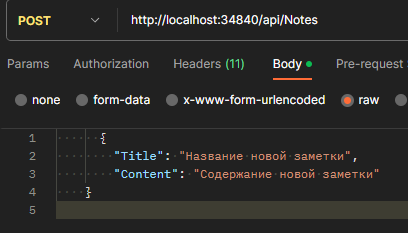 POST http://localhost:34840/api/Notes
Params Authorization Headers (11) Body Pre-request
none form-data x-www-form-urlencoded raw
1 {
2 "Title": "Название новой заметки",
3 "Content": "Содержание новой заметки"
4 }
5